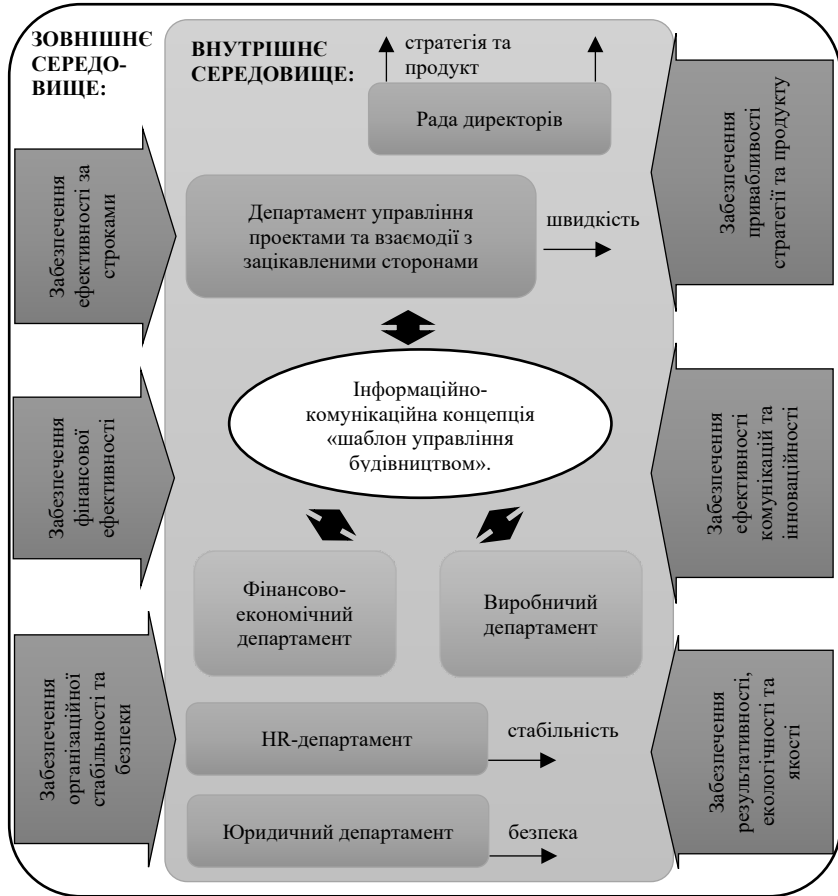 ЗОВНІШНЄ
СЕРЕДО-
ВИЩЕ:
ВНУТРІШНЄ
СЕРЕДОВИЩЕ:
стратегія та
продукт
Рада директорів
Департамент управління
проектами та взаємодії з
зацікавленими сторонами
швидкість
Інформаційно-
комунікаційна концепція
«шаблон управління
будівництвом».
Фінансово-
економічний
департамент
Виробничий
департамент
HR-департамент
стабільність
Юридичний департамент
безпека
Забезпечення
ефективності за
строками
Забезпечення
фінансової
ефективності
Забезпечення
організаційної
стабільності та
безпеки
Забезпечення
привабливості
стратегії та продукту
Забезпечення
ефективності
комунікацій та
інноваційності
Забезпечення
результативності,
екологічності та
якості